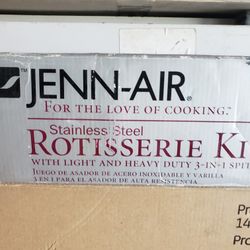 JENN-AIR®
FOR THE LOVE OF COOKING.™
Stainless Steel
ROTISSERIE KI
WITH LIGHT AND HEAVY DUTY 3-IN-1 SPIT
JUEGO DE ASADOR DE ACERO INOXIDABLE Y VARILLA
3 EN 1 PARA EL ASADOR DE ALTA RESISTENCIA
Pr
14
Pro